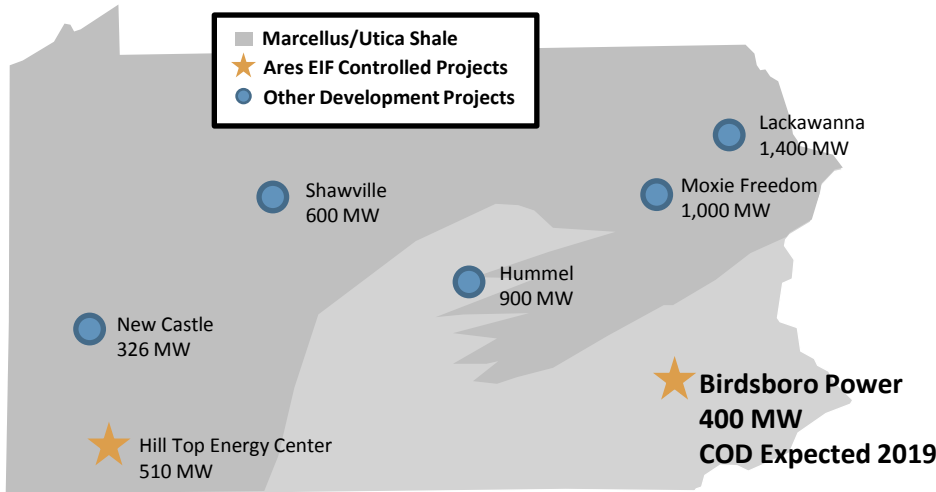 Marcellus/Utica Shale
Ares EIF Controlled Projects
Other Development Projects
Lackawanna
1,400 MW
Shawville
600 MW
Moxie Freedom
1,000 MW
Hummel
900 MW
New Castle
326 MW
Birdsboro Power
400 MW
COD Expected 2019
Hill Top Energy Center
510 MW